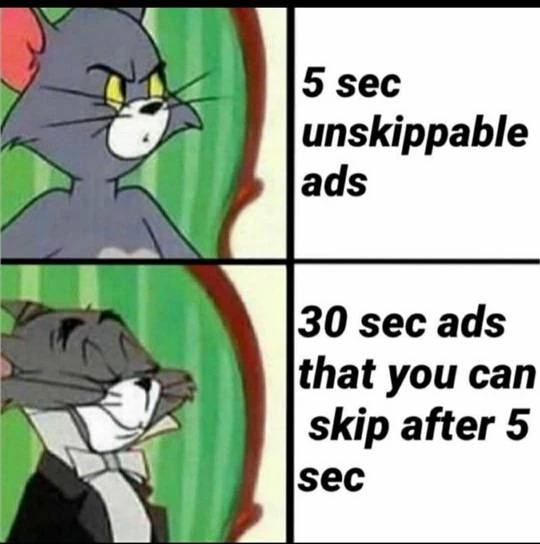 5 sec
unskippable
ads
30 sec ads
that you can
skip after 5
sec